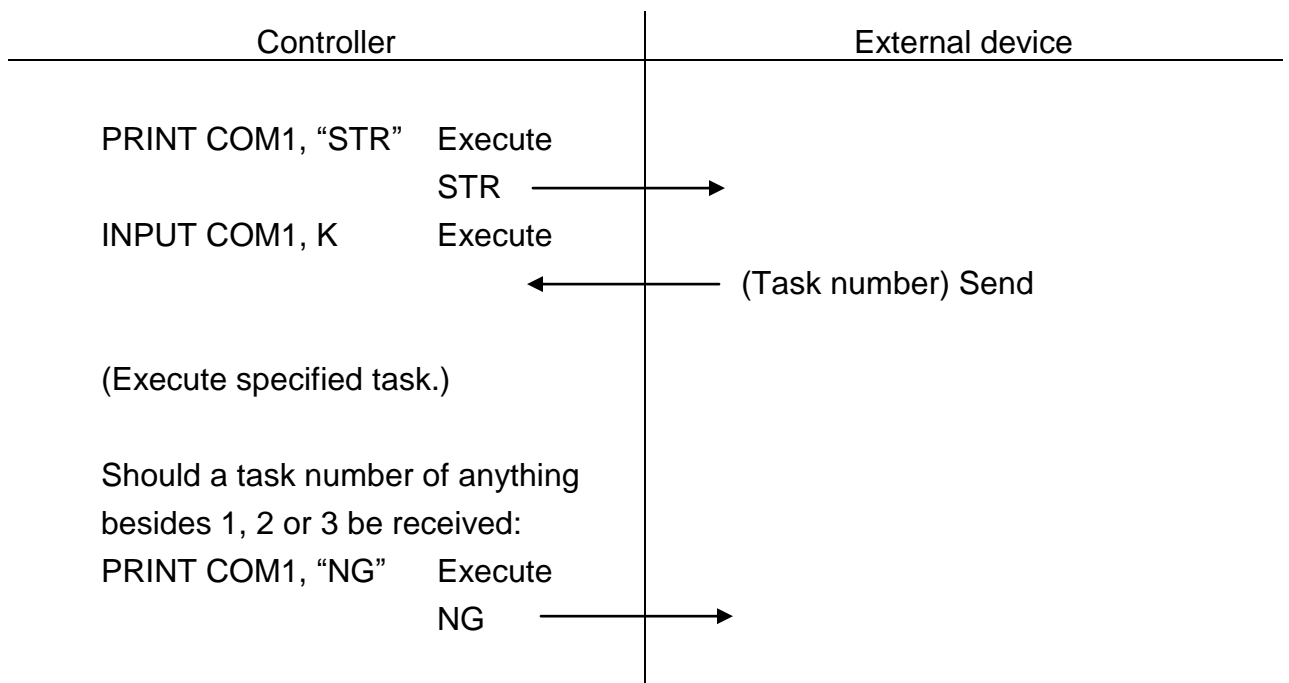 Controller External device
PRINT COM1, “STR” Execute
STR
INPUT COM1, K Execute
(Task number) Send
(Execute specified task.)
Should a task number of anything
besides 1, 2 or 3 be received:
PRINT COM1, “NG” Execute
NG